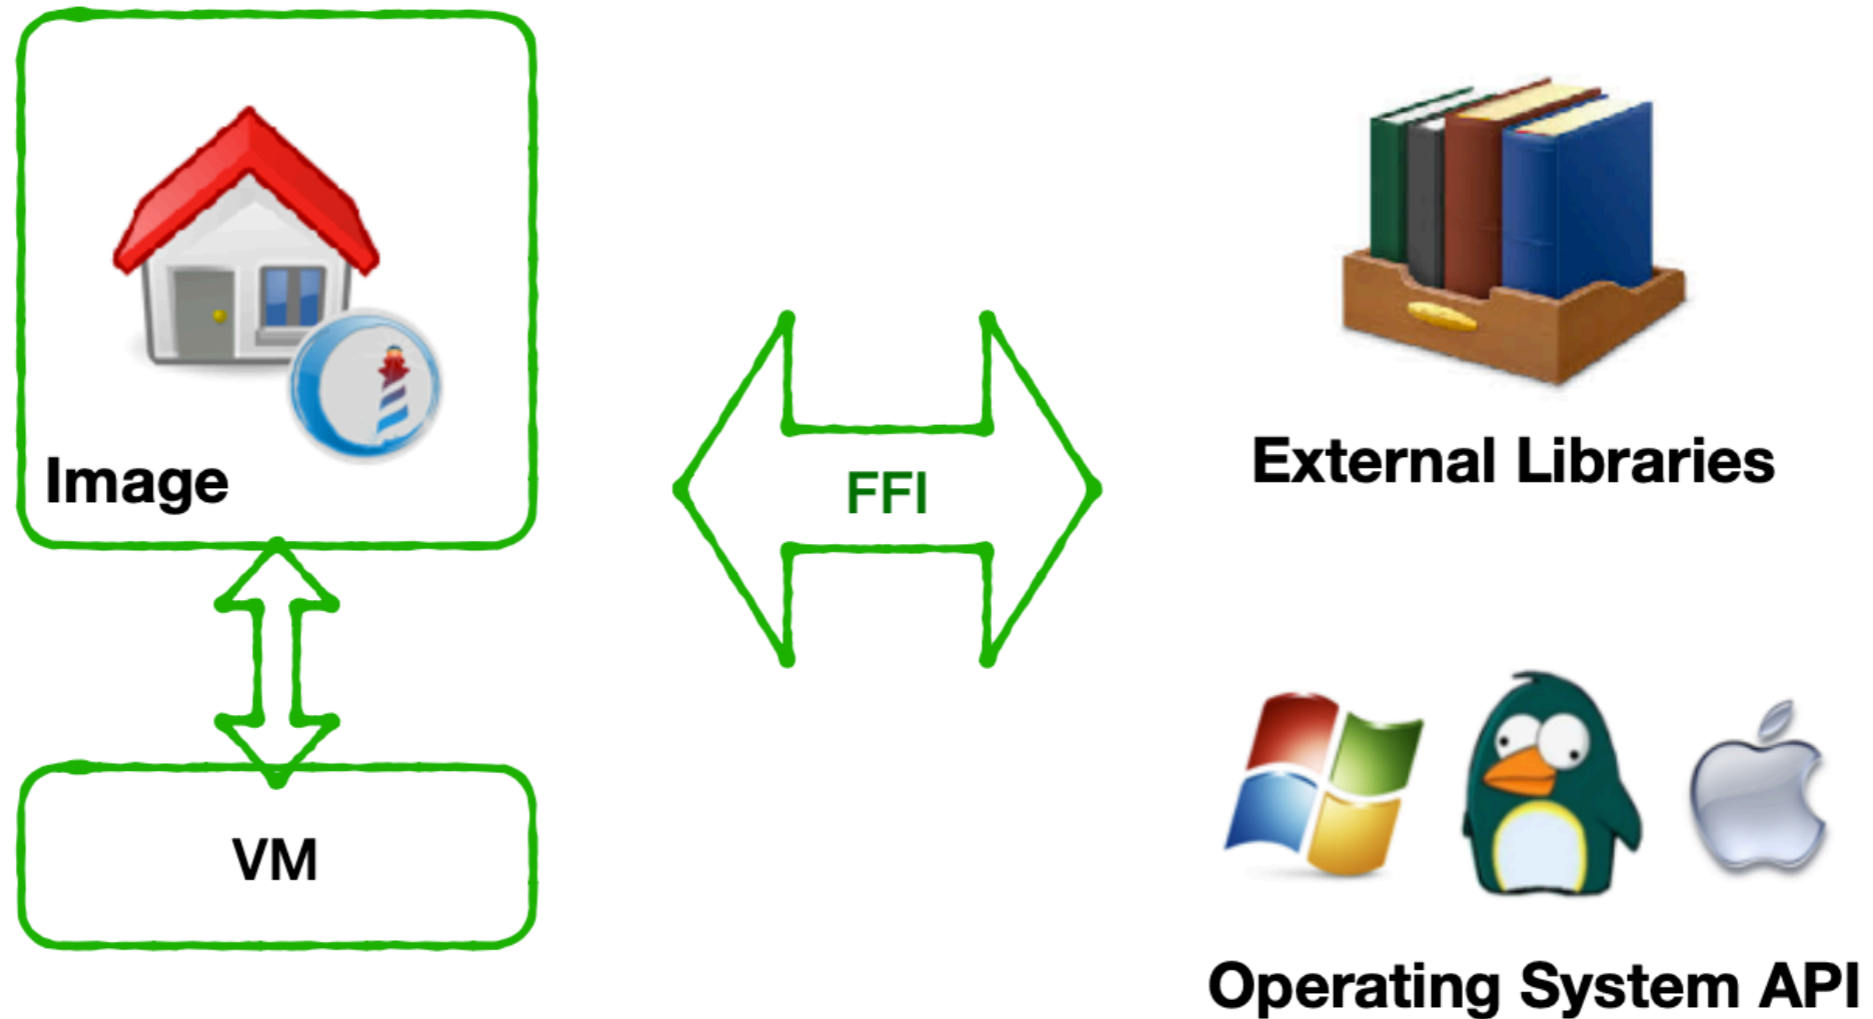 Image
FFI
External Libraries
VM
Operating System API